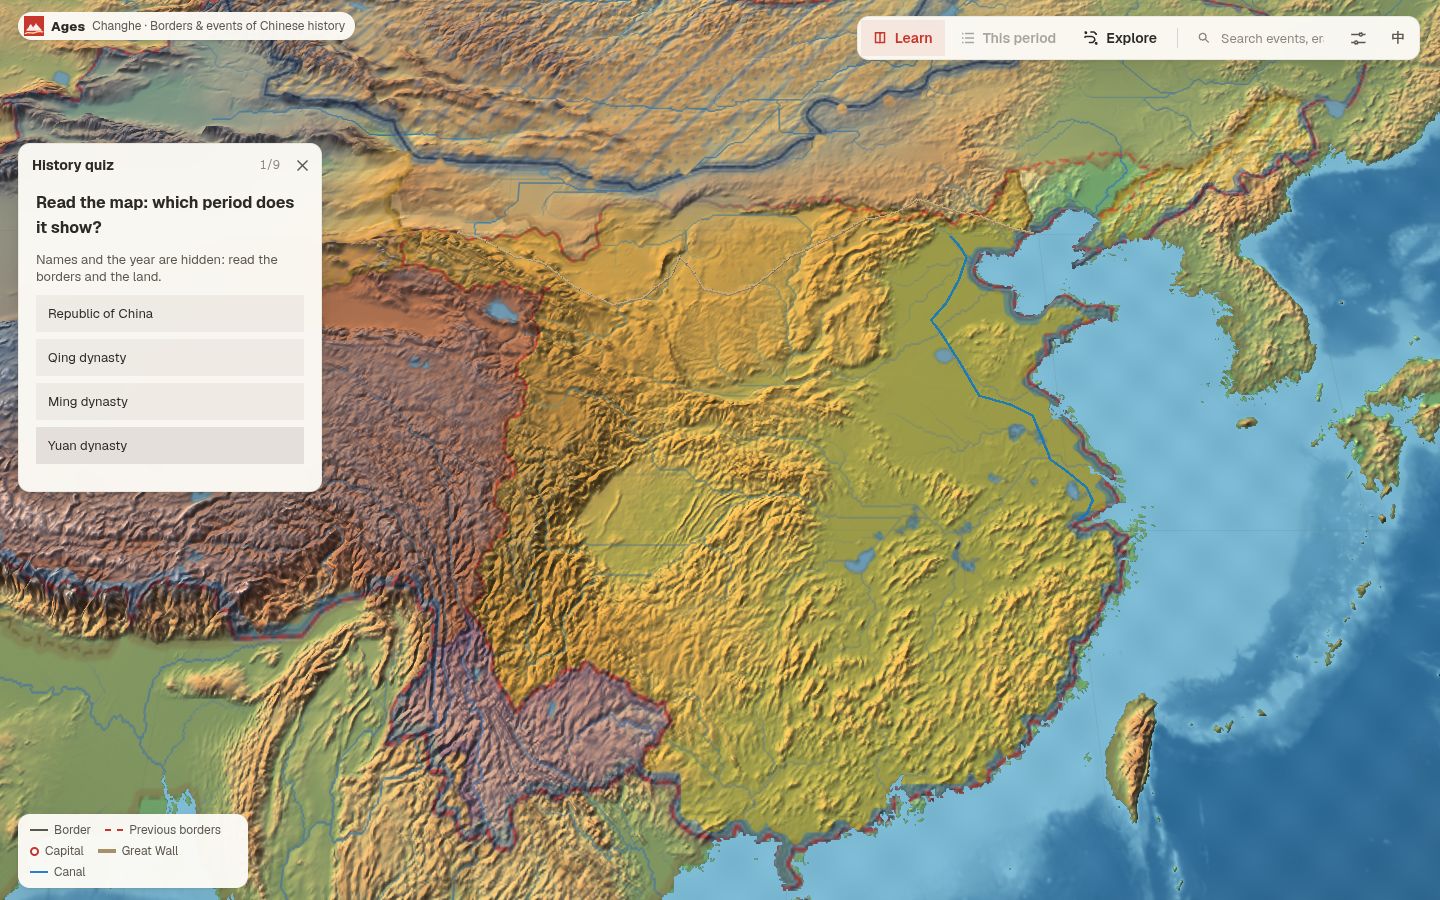 Ages Changhe · Borders & events of Chinese history
Learn This period Explore Search events, er 中
History quiz 1/9
Read the map: which period does
it show?
Names and the year are hidden: read the
borders and the land.
Republic of China
Qing dynasty
Ming dynasty
Yuan dynasty
Border Previous borders
Capital Great Wall
Canal